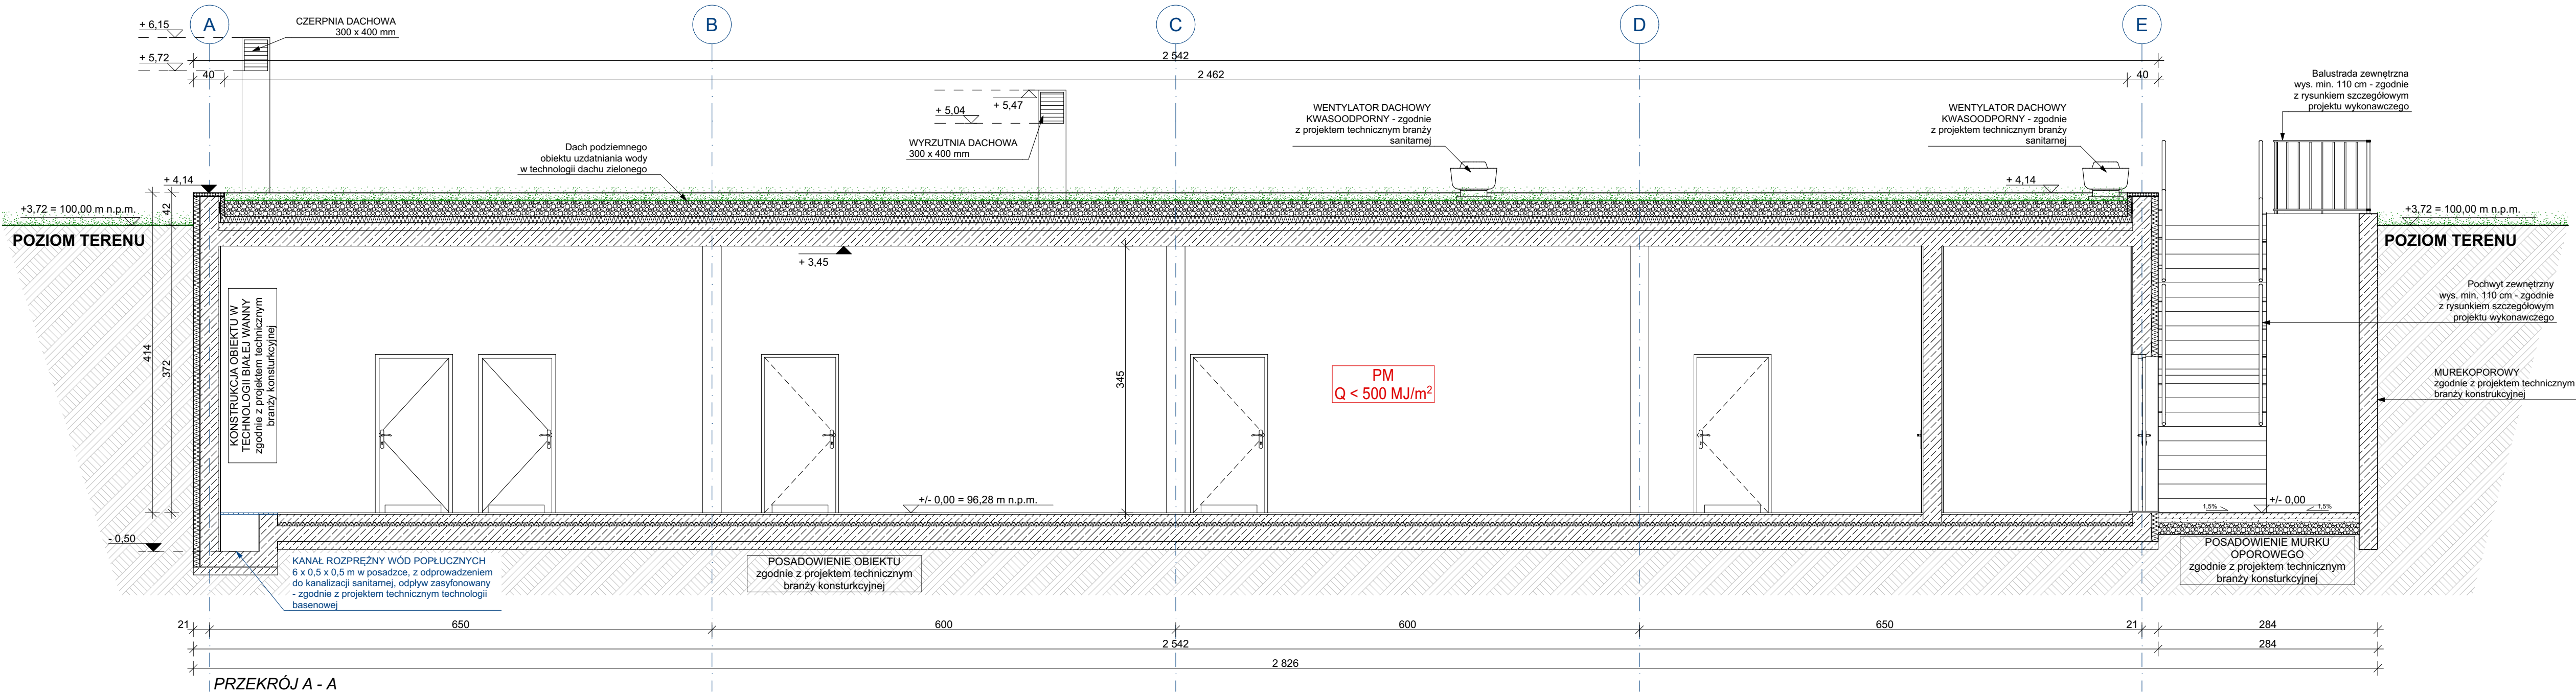 A
B
C
D
E
+ 6,15
CZERPNIA DACHOWA
300 x 400 mm
+ 5,72
2 542
40
2 462
40
+ 5,04
+ 5,47
WYRZUTNIA DACHOWA
300 x 400 mm
WENTYLATOR DACHOWY
KWASOODPORNY - zgodnie
z projektem technicznym branży
sanitarnej
WENTYLATOR DACHOWY
KWASOODPORNY - zgodnie
z projektem technicznym branży
sanitarnej
Balustrada zewnętrzna
wys. min. 110 cm - zgodnie
z rysunkiem szczegółowym
projektu wykonawczego
Dach podziemnego
obiektu uzdatniania wody
w technologii dachu zielonego
+ 4,14
+ 4,14
+3,72 = 100,00 m n.p.m.
POZIOM TERENU
42
+3,72 = 100,00 m n.p.m.
POZIOM TERENU
+ 3,45
414
372
KONSTRUKCJA OBIEKTU W
TECHNOLOGII BIAŁEJ WANNY
zgodnie z projektem technicznym
branży konsturkcyjnej
345
PM
Q < 500 MJ/m²
Pochwyt zewnętrzny
wys. min. 110 cm - zgodnie
z rysunkiem szczegółowym
projektu wykonawczego
MUREKOPOROWY
zgodnie z projektem technicznym
branży konstrukcyjnej
+/- 0,00 = 96,28 m n.p.m.
+/- 0,00
1,5%
1,5%
- 0,50
KANAŁ ROZPRĘŻNY WÓD POPŁUCZNYCH
6 x 0,5 x 0,5 m w posadzce, z odprowadzeniem
do kanalizacji sanitarnej, odpływ zasyfonowany
- zgodnie z projektem technicznym technologii
basenowej
POSADOWIENIE OBIEKTU
zgodnie z projektem technicznym
branży konsturkcyjnej
POSADOWIENIE MURKU
OPOROWEGO
zgodnie z projektem technicznym
branży konsturkcyjnej
21
650
600
600
650
21
284
2 542
284
2 826
PRZEKRÓJ A - A